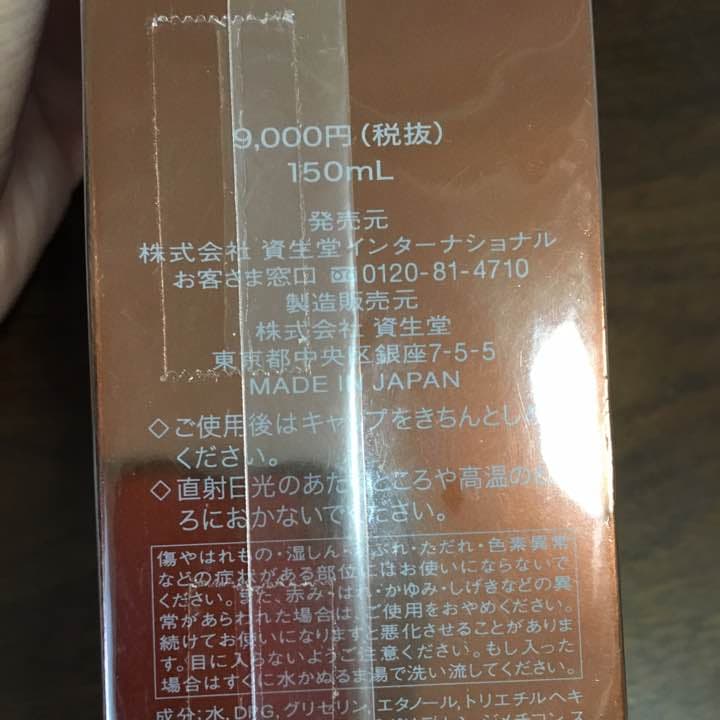 9,000円(税抜)
150mL
発売元
株式会社 資生堂インターナショナル
お客さま窓口 0120-81-4710
製造販売元
株式会社 資生堂
東京都中央区銀座7-5-5
MADE IN JAPAN
◇ご使用後はキャップをきちんとし
ください。
◇直射日光のあたるところや高温の
ろにおかないでください。
傷やはれもの・湿しん・かぶれ・ただれ・色素異常
などの症状がある部位にはお使いにならないで
ください。また、赤み・はれ・かゆみ・しげきなどの異
常があらわれた場合は、ご使用をおやめください。
続けてお使いになりますと悪化させることがありま
す。目に入らないようご注意ください。もし入った
場合はすぐに水かぬるま湯で洗い流してください。
成分:水,DPG,グリセリン,エタノール,トリエチルヘキ